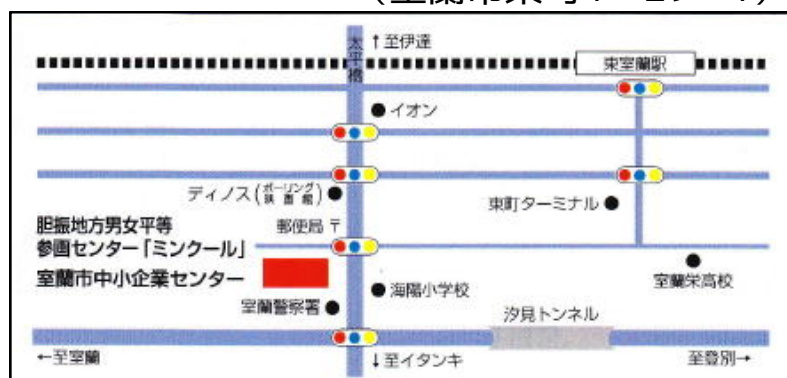 太平橋
↑至伊達
東室蘭駅
イオン
ディノス(ボーリング 映画館)
東町ターミナル
胆振地方男女平等
参画センター「ミンクール」
郵便局 〒
室蘭市中小企業センター
室蘭栄高校
海陽小学校
室蘭警察署
汐見トンネル
←至室蘭
↓至イタンキ
至登別→